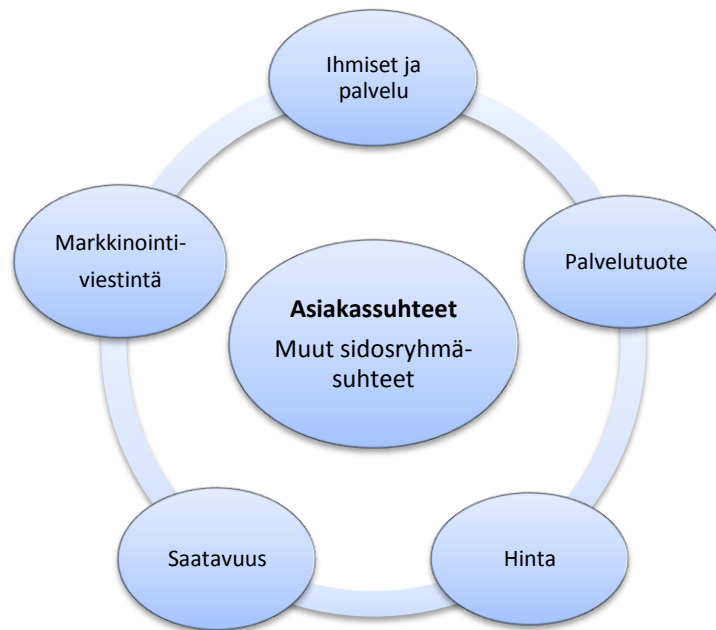 Ihmiset ja
palvelu
Markkinointi-
viestintä
Palvelutuote
Asiakassuhteet
Muut sidosryhmä-
suhteet
Saatavuus
Hinta